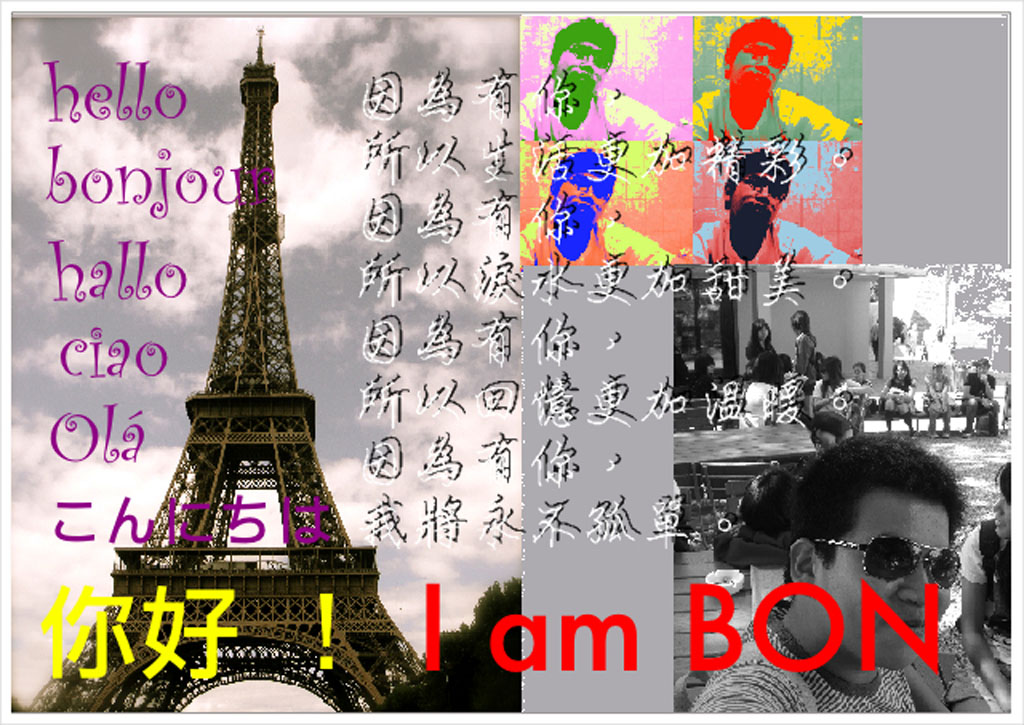 hello
bonjour
hallo
ciao
Olá
こんにちは
你好 ！
因為有你，
所以生活更加精彩。
因為有你，
所以淚水更加甜美。
因為有你，
所以回憶更加溫暖。
因為有你，
我將永不孤單。
I am BON